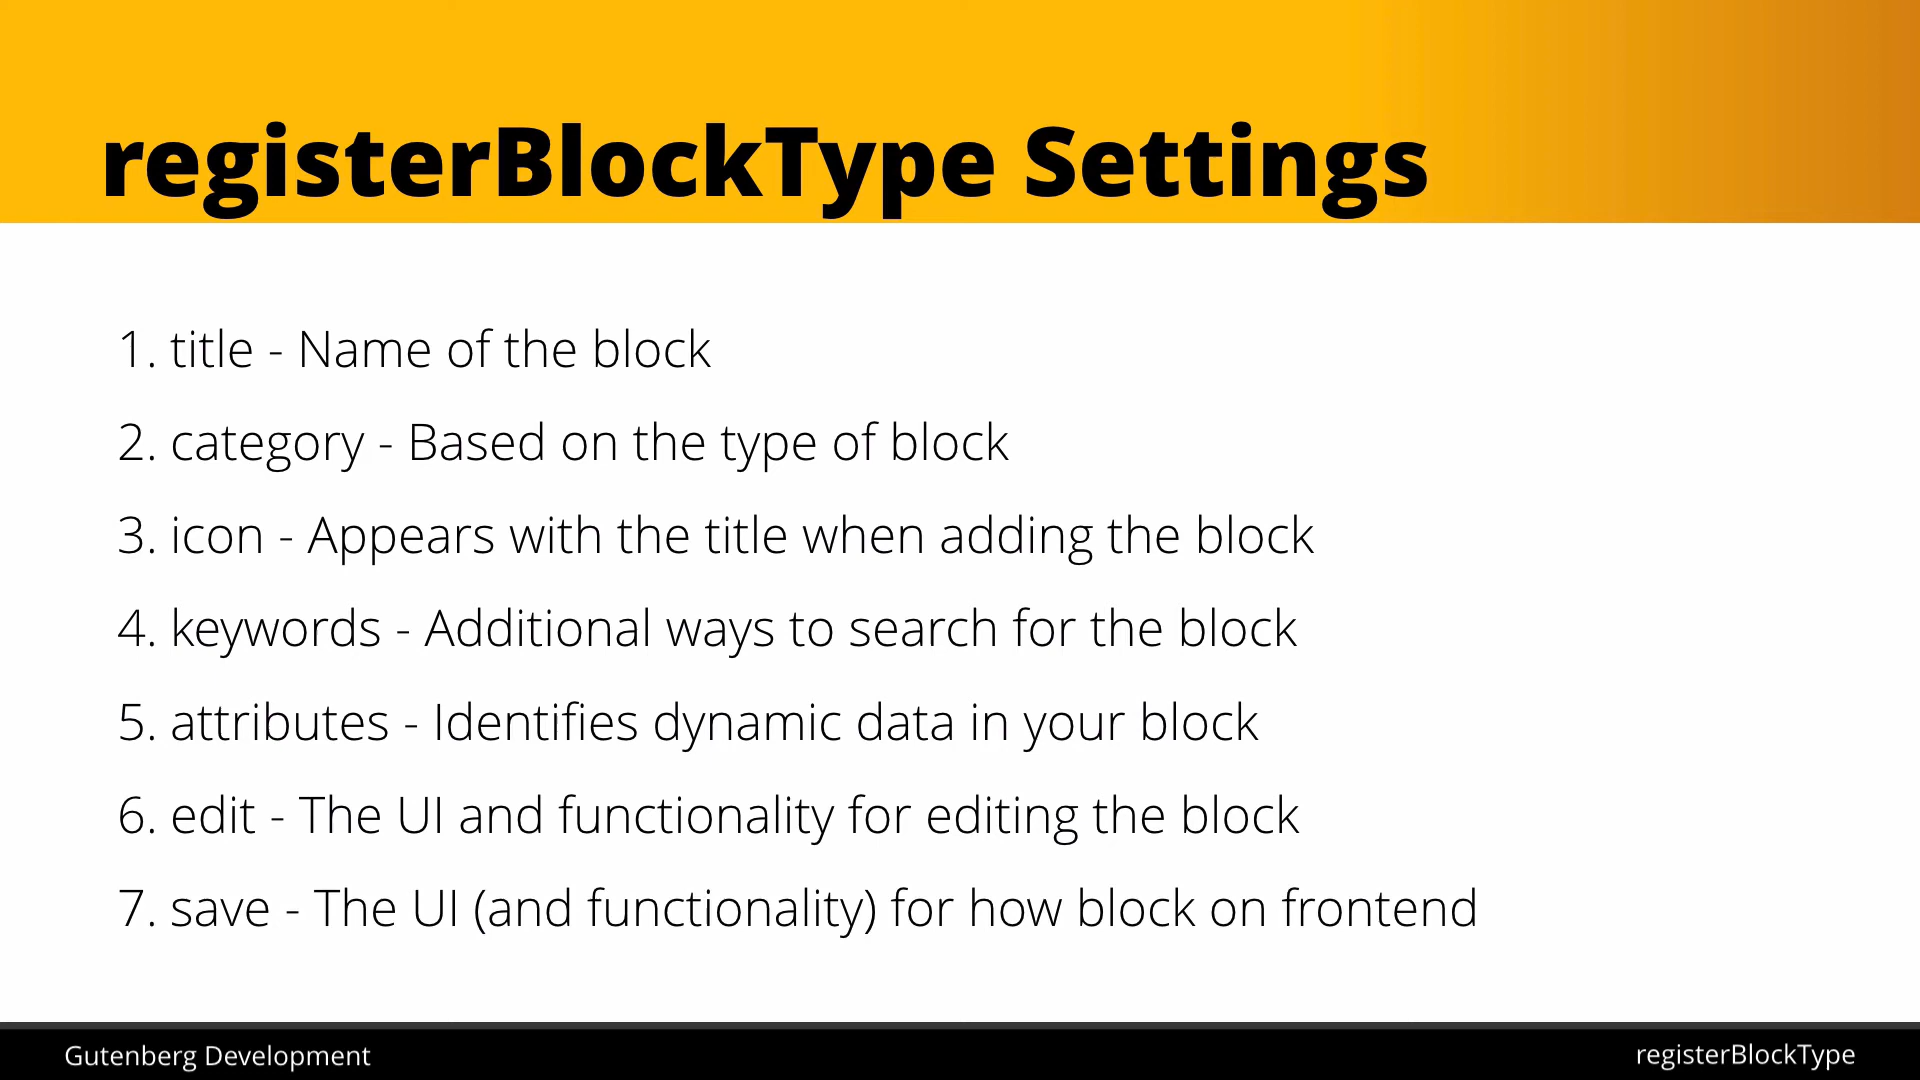 registerBlockType Settings
1. title - Name of the block
2. category - Based on the type of block
3. icon - Appears with the title when adding the block
4. keywords - Additional ways to search for the block
5. attributes - Identifies dynamic data in your block
6. edit - The UI and functionality for editing the block
7. save - The UI (and functionality) for how block on frontend
Gutenberg Development
registerBlockType